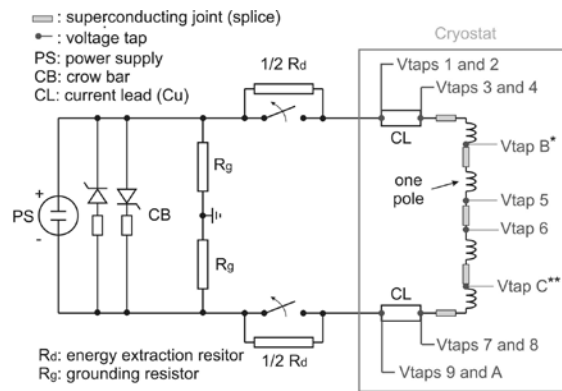 : superconducting joint (splice)
: voltage tap
PS: power supply
CB: crow bar
CL: current lead (Cu)
Cryostat
1/2 Rd
Vtaps 1 and 2
Vtaps 3 and 4
CL
Vtap B*
Rg
one
pole
Vtap 5
+
PS
-
CB
Vtap 6
Rg
Vtap C**
CL
Vtaps 7 and 8
1/2 Rd
Vtaps 9 and A
Rd: energy extraction resitor
Rg: grounding resistor